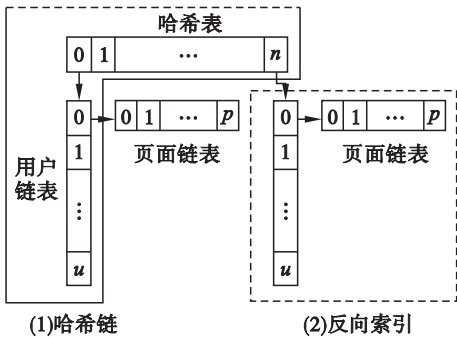 哈希表
0 1 … n
0 0 1 … p 0 0 1 … p
1 页面链表 1 页面链表
用户
链表
⋮ ⋮
u u
(1)哈希链 (2)反向索引